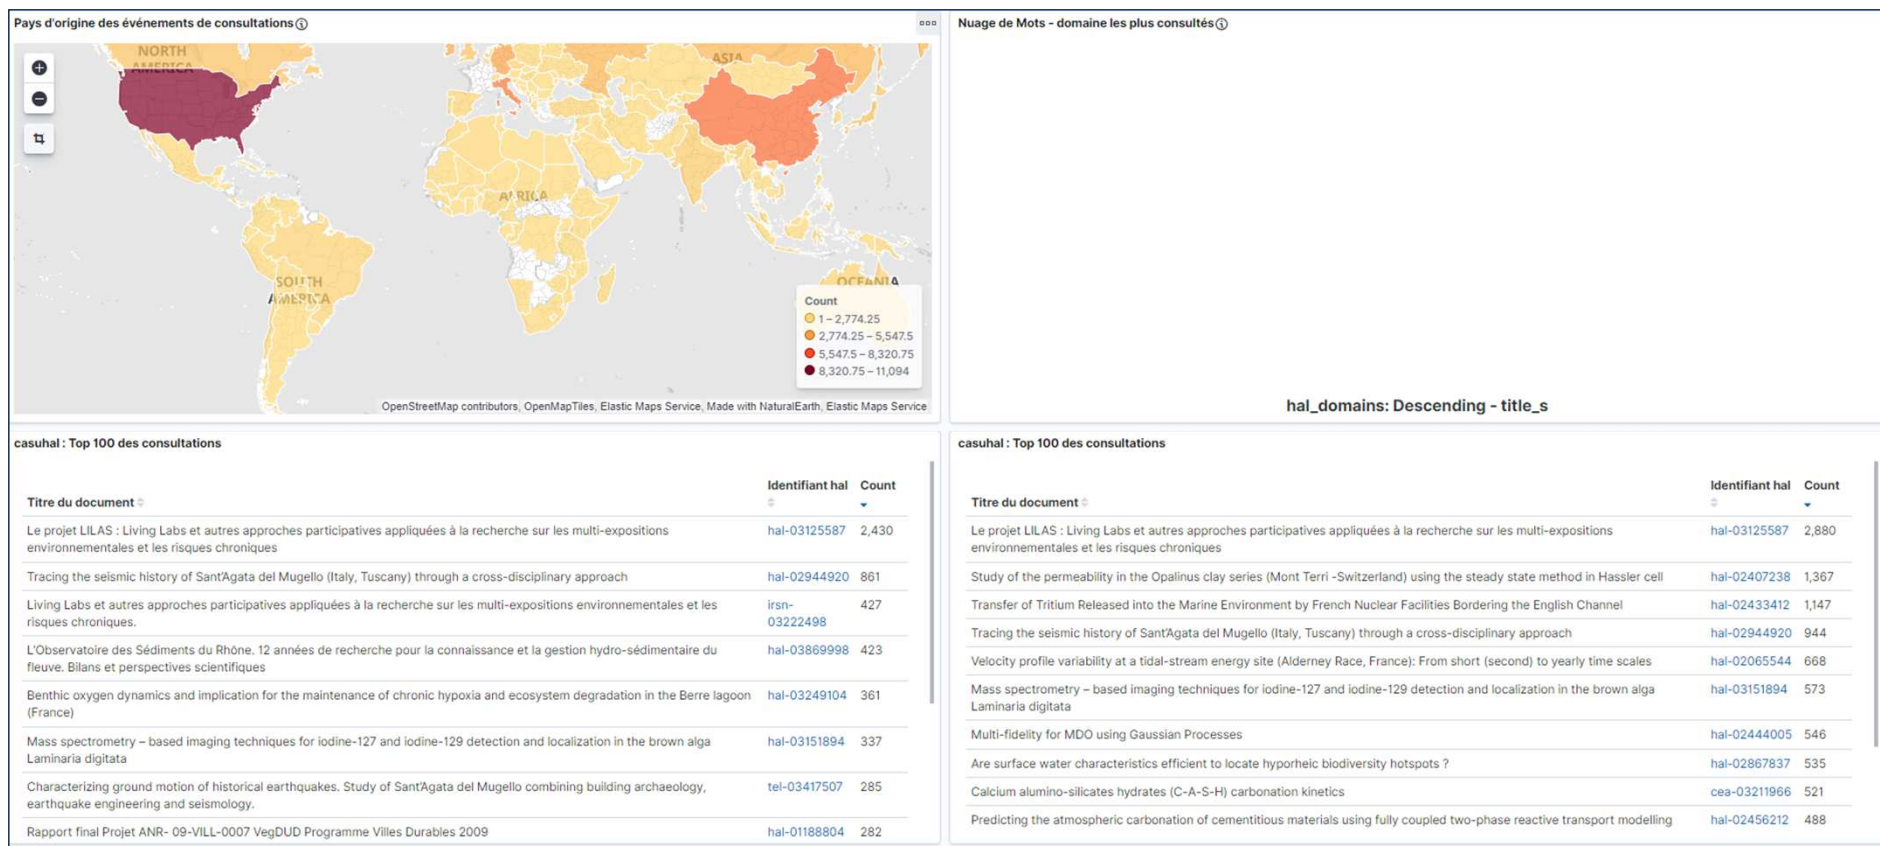 Pays d'origine des événements de consultations
NORTH
AMERICA
ASIA
AFRICA
SOUTH
AMERICA
OCEANIA
Count
1 – 2,774.25
2,774.25 – 5,547.5
5,547.5 – 8,320.75
8,320.75 – 11,094
OpenStreetMap contributors, OpenMapTiles, Elastic Maps Service, Made with NaturalEarth, Elastic Maps Service
Nuage de Mots - domaine les plus consultés
hal_domains: Descending - title_s
casuhal : Top 100 des consultations
Titre du document Identifiant hal Count
Le projet LILAS : Living Labs et autres approches participatives appliquées à la recherche sur les multi-expositions hal-03125587 2,430
environnementales et les risques chroniques
Tracing the seismic history of Sant'Agata del Mugello (Italy, Tuscany) through a cross-disciplinary approach hal-02944920 861
Living Labs et autres approches participatives appliquées à la recherche sur les multi-expositions environnementales et les irsn- 427
risques chroniques. 03222498
L'Observatoire des Sédiments du Rhône. 12 années de recherche pour la connaissance et la gestion hydro-sédimentaire du hal-03869998 423
fleuve. Bilans et perspectives scientifiques
Benthic oxygen dynamics and implication for the maintenance of chronic hypoxia and ecosystem degradation in the Berre lagoon hal-03249104 361
(France)
Mass spectrometry – based imaging techniques for iodine-127 and iodine-129 detection and localization in the brown alga hal-03151894 337
Laminaria digitata
Characterizing ground motion of historical earthquakes. Study of Sant'Agata del Mugello combining building archaeology, tel-03417507 285
earthquake engineering and seismology.
Rapport final Projet ANR- 09-VILL-0007 VegDUD Programme Villes Durables 2009 hal-01188804 282
casuhal : Top 100 des consultations
Titre du document Identifiant hal Count
Le projet LILAS : Living Labs et autres approches participatives appliquées à la recherche sur les multi-expositions hal-03125587 2,880
environnementales et les risques chroniques
Study of the permeability in the Opalinus clay series (Mont Terri -Switzerland) using the steady state method in Hassler cell hal-02407238 1,367
Transfer of Tritium Released into the Marine Environment by French Nuclear Facilities Bordering the English Channel hal-02433412 1,147
Tracing the seismic history of Sant'Agata del Mugello (Italy, Tuscany) through a cross-disciplinary approach hal-02944920 944
Velocity profile variability at a tidal-stream energy site (Alderney Race, France): From short (second) to yearly time scales hal-02065544 668
Mass spectrometry – based imaging techniques for iodine-127 and iodine-129 detection and localization in the brown alga hal-03151894 573
Laminaria digitata
Multi-fidelity for MDO using Gaussian Processes hal-02444005 546
Are surface water characteristics efficient to locate hyporheic biodiversity hotspots ? hal-02867837 535
Calcium alumino-silicates hydrates (C-A-S-H) carbonation kinetics cea-03211966 521
Predicting the atmospheric carbonation of cementitious materials using fully coupled two-phase reactive transport modelling hal-02456212 488